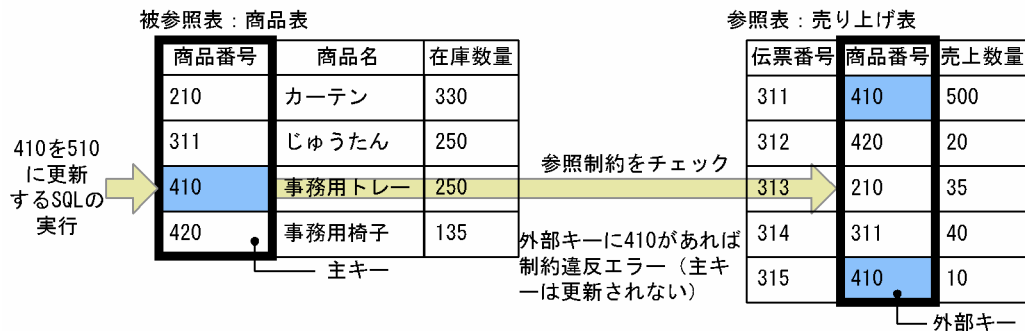 被参照表：商品表
参照表：売り上げ表
商品番号 商品名 在庫数量
210 カーテン 330
311 じゅうたん 250
410 事務用トレー 250
420 事務用椅子 135
410を510
に更新
するSQLの
実行
主キー
参照制約をチェック
外部キーに410があれば
制約違反エラー（主キ
ーは更新されない）
伝票番号 商品番号 売上数量
311 410 500
312 420 20
313 210 35
314 311 40
315 410 10
外部キー